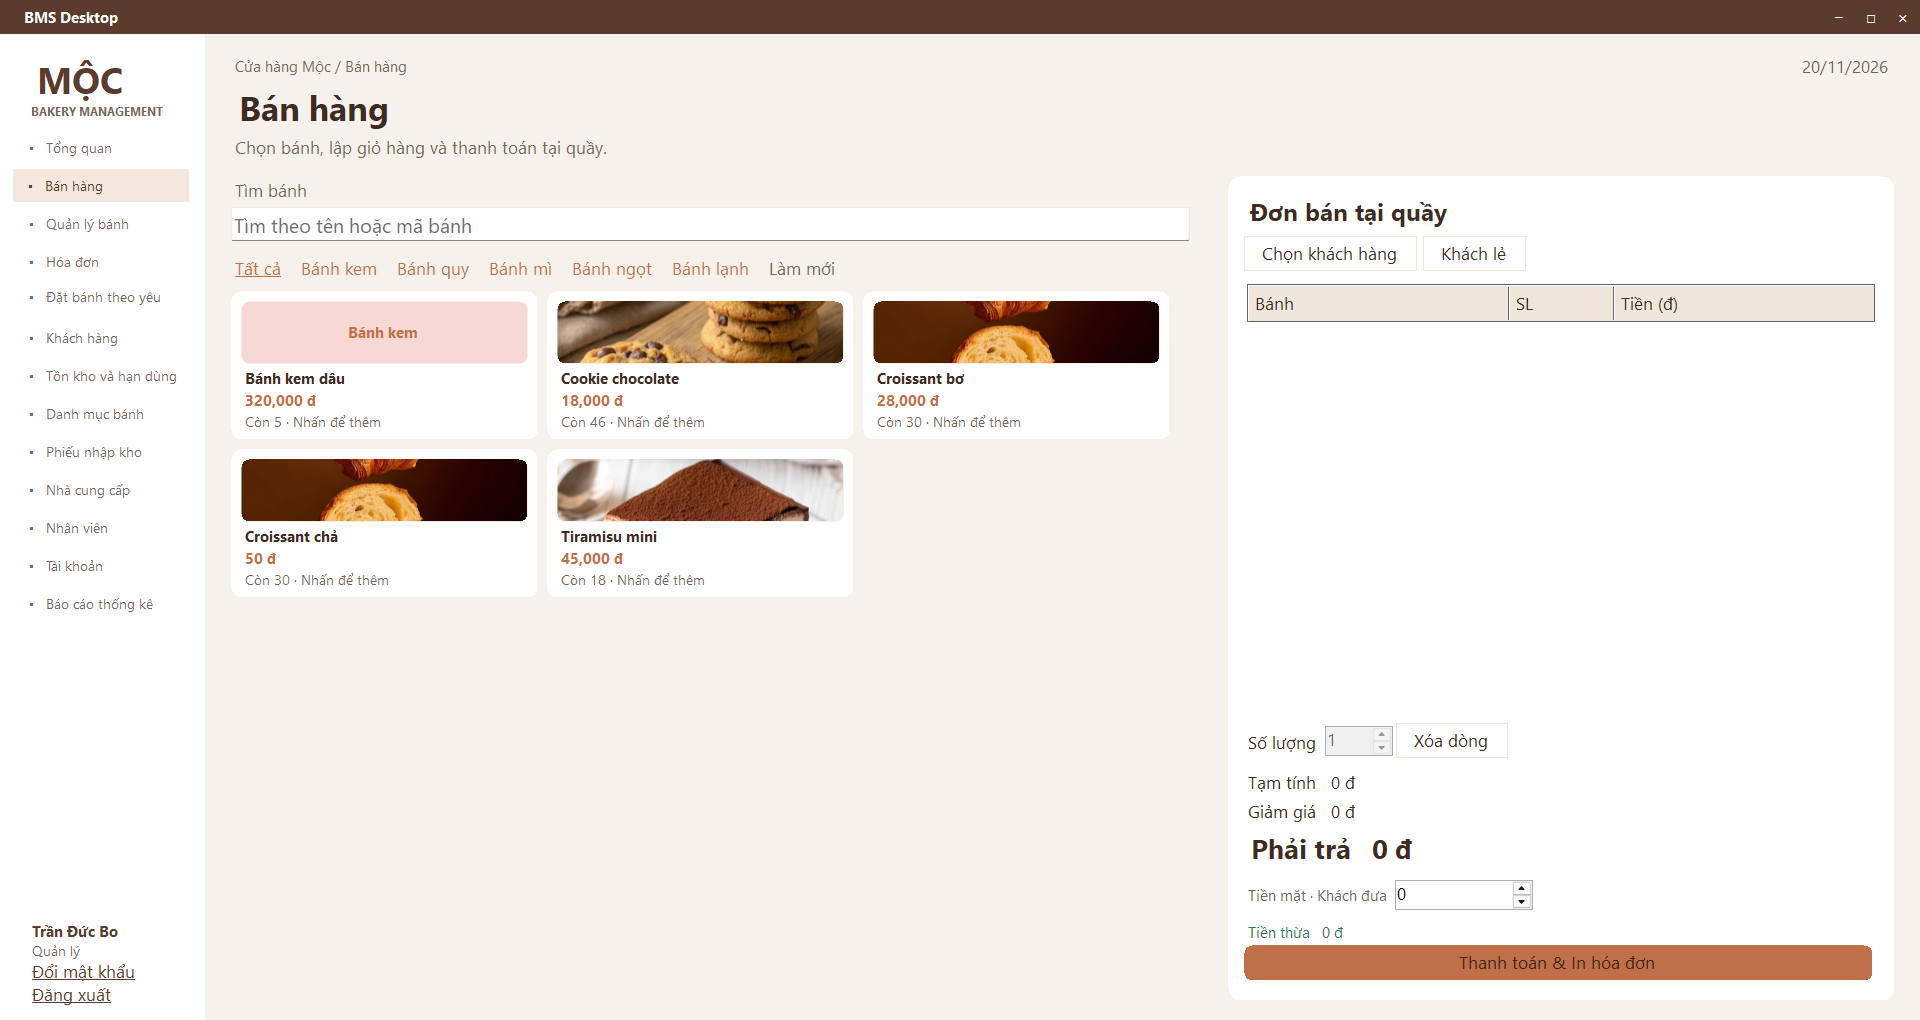 BMS Desktop
MỘC
BAKERY MANAGEMENT
Tổng quan
Bán hàng
Quản lý bánh
Hóa đơn
Đặt bánh theo yêu
Khách hàng
Tồn kho và hạn dùng
Danh mục bánh
Phiếu nhập kho
Nhà cung cấp
Nhân viên
Tài khoản
Báo cáo thống kê
Trần Đức Bo
Quản lý
Đổi mật khẩu
Đăng xuất
Cửa hàng Mộc / Bán hàng
20/11/2026
Bán hàng
Chọn bánh, lập giỏ hàng và thanh toán tại quầy.
Tìm bánh
Tìm theo tên hoặc mã bánh
Tất cả Bánh kem Bánh quy Bánh mì Bánh ngọt Bánh lạnh Làm mới
Bánh kem
Bánh kem dâu
320,000 đ
Còn 5 · Nhấn để thêm
Cookie chocolate
18,000 đ
Còn 46 · Nhấn để thêm
Croissant bơ
28,000 đ
Còn 30 · Nhấn để thêm
Croissant chả
50 đ
Còn 30 · Nhấn để thêm
Tiramisu mini
45,000 đ
Còn 18 · Nhấn để thêm
Đơn bán tại quầy
Chọn khách hàng Khách lẻ
Bánh SL Tiền (đ)
Số lượng 1 Xóa dòng
Tạm tính 0 đ
Giảm giá 0 đ
Phải trả 0 đ
Tiền mặt · Khách đưa 0
Tiền thừa 0 đ
Thanh toán & In hóa đơn